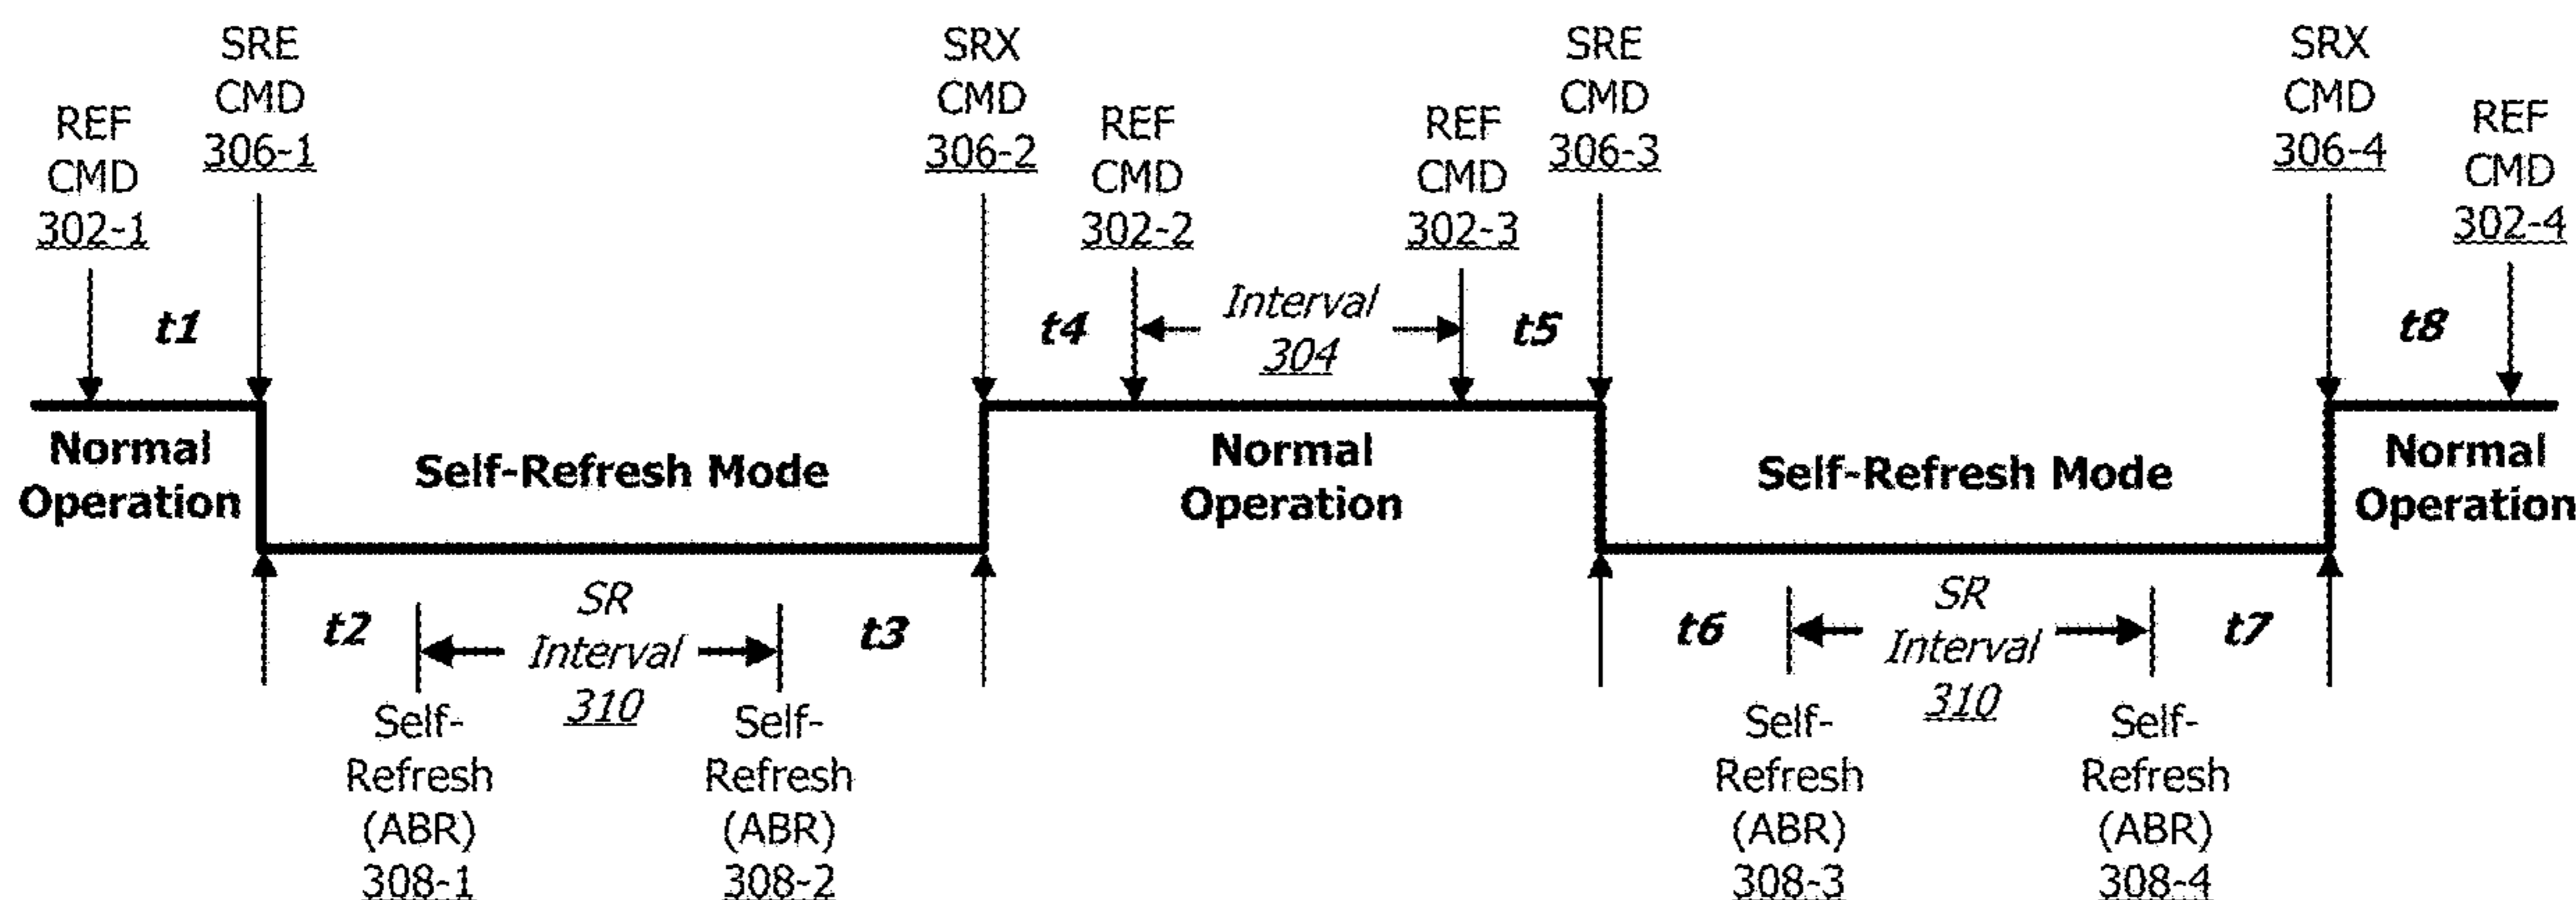 REF
CMD
302-1
SRE
CMD
306-1
SRX
CMD
306-2
REF
CMD
302-2
REF
CMD
302-3
SRE
CMD
306-3
SRX
CMD
306-4
REF
CMD
302-4
t1
t4
Interval
304
t5
t8
Normal
Operation
Self-Refresh Mode
Normal
Operation
Self-Refresh Mode
Normal
Operation
t2
SR
Interval
310
t3
t6
SR
Interval
310
t7
Self-
Refresh
(ABR)
308-1
Self-
Refresh
(ABR)
308-2
Self-
Refresh
(ABR)
308-3
Self-
Refresh
(ABR)
308-4